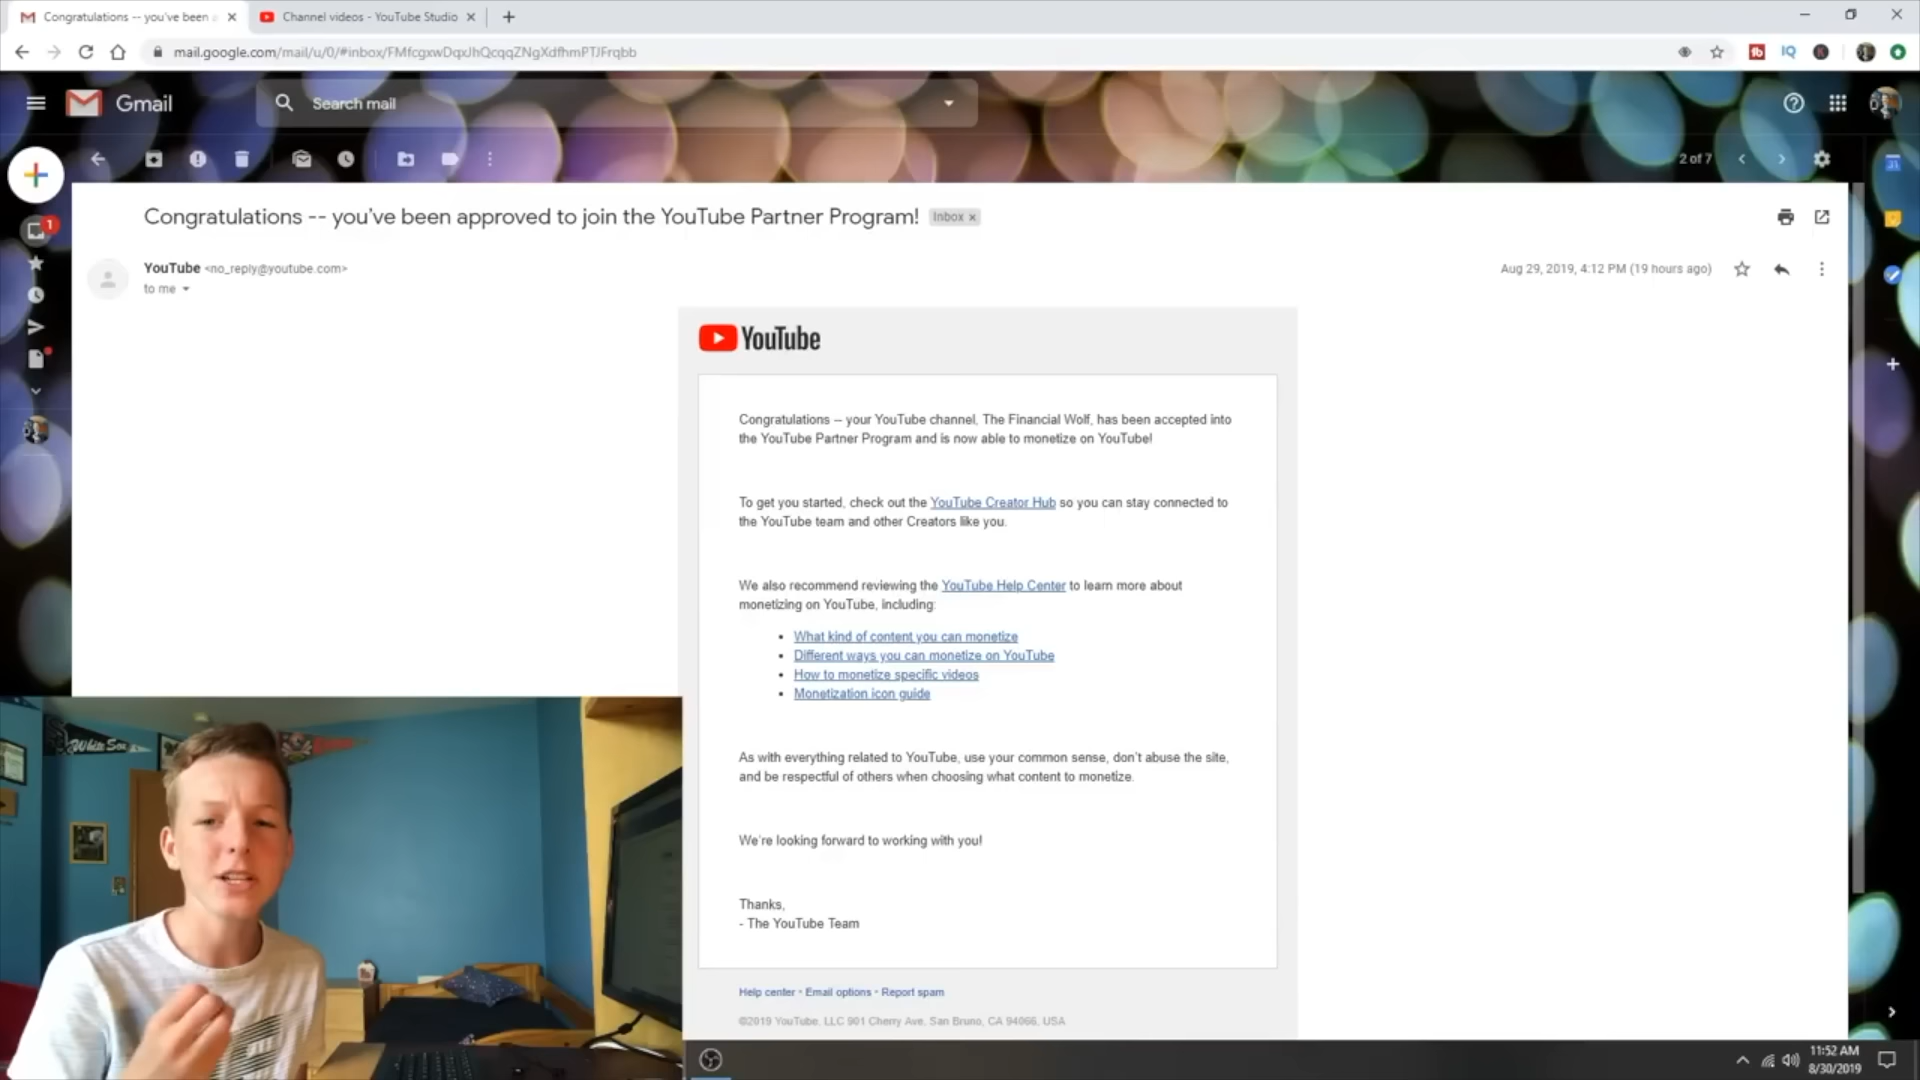 Congratulations -- you've been a
Channel videos - YouTube Studio
mail.google.com/mail/u/0/#inbox/FMfcgxwDqxJhQcqqZNgXdfhmPTJFrqbb
Gmail
Search mail
2 of 7
Congratulations -- you've been approved to join the YouTube Partner Program!
Inbox x
YouTube <no_reply@youtube.com>
Aug 29, 2019, 4:12 PM (19 hours ago)
to me
1
YouTube
Congratulations -- your YouTube channel, The Financial Wolf, has been accepted into
the YouTube Partner Program and is now able to monetize on YouTube!
To get you started, check out the YouTube Creator Hub so you can stay connected to
the YouTube team and other Creators like you.
We also recommend reviewing the YouTube Help Center to learn more about
monetizing on YouTube, including:
• What kind of content you can monetize
• Different ways you can monetize on YouTube
• How to monetize specific videos
• Monetization icon guide
As with everything related to YouTube, use your common sense, don't abuse the site,
and be respectful of others when choosing what content to monetize.
We're looking forward to working with you!
Thanks,
- The YouTube Team
Help center • Email options • Report spam
©2019 YouTube, LLC 901 Cherry Ave, San Bruno, CA 94066, USA
White Sox
11:52 AM
8/30/2019